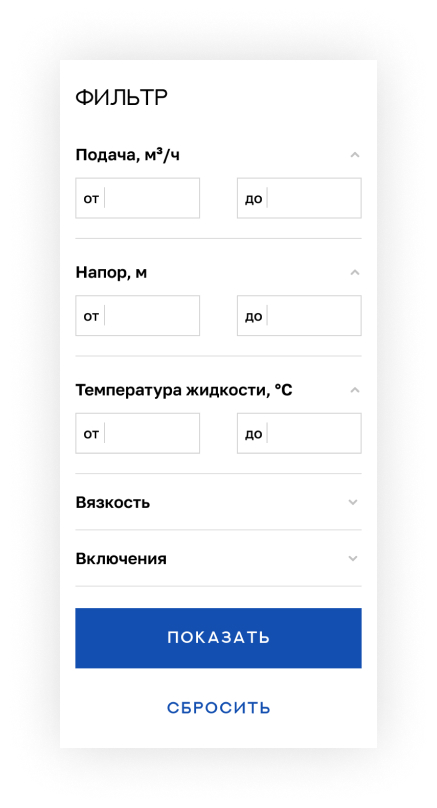 ФИЛЬТР
Подача, м³/ч
от до
Напор, м
от до
Температура жидкости, °С
от до
Вязкость
Включения
ПОКАЗАТЬ
СБРОСИТЬ